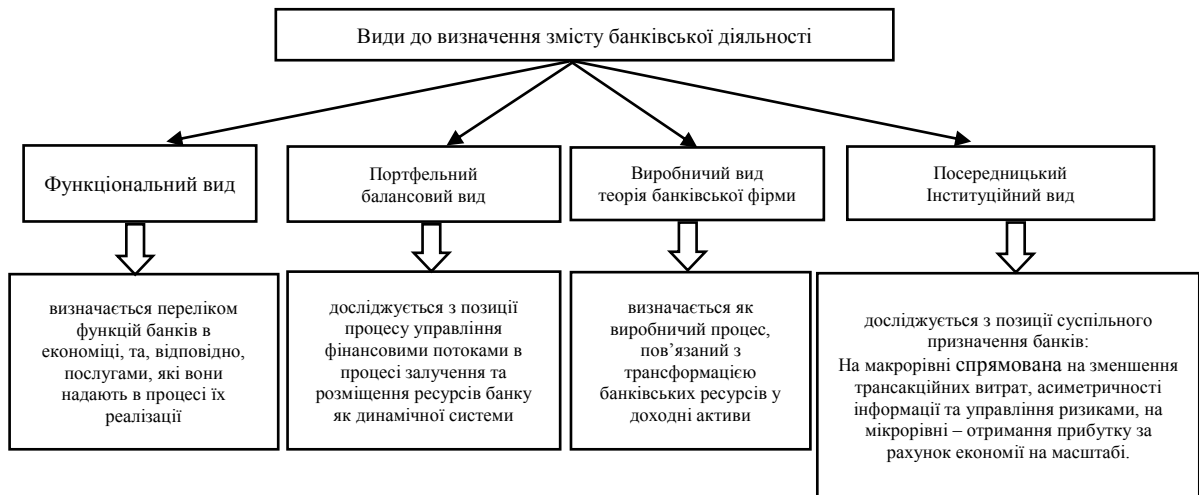 Види до визначення змісту банківської діяльності
Функціональний вид
Портфельний
балансовий вид
Виробничий вид
теорія банківської фірми
Посередницький
Інституційний вид
визначається переліком
функцій банків в
економіці, та, відповідно,
послугами, які вони
надають в процесі їх
реалізації
досліджується з позиції
процесу управління
фінансовими потоками в
процесі залучення та
розміщення ресурсів банку
як динамічної системи
визначається як
виробничий процес,
пов’язаний з
трансформацією
банківських ресурсів у
доходні активи
досліджується з позиції суспільного
призначення банків:
На макрорівні спрямована на зменшення
трансакційних витрат, асиметричності
інформації та управління ризиками, на
мікрорівні – отримання прибутку за
рахунок економії на масштабі.